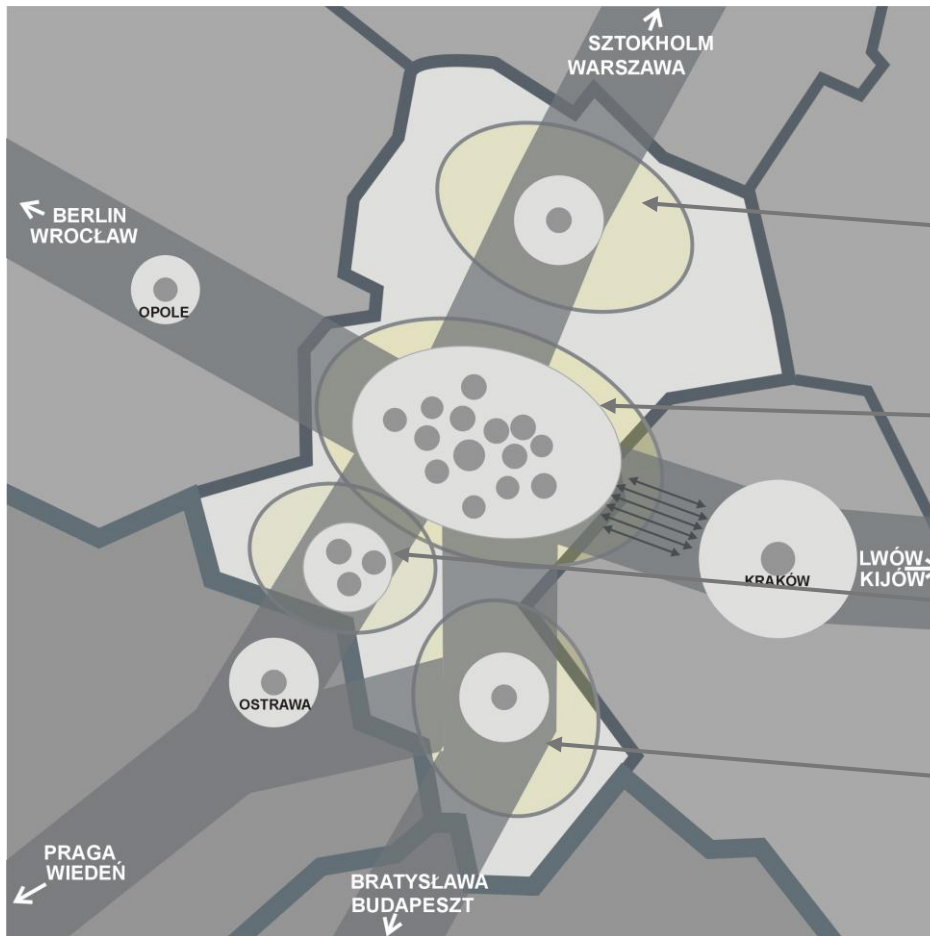 SZTOKHOLM
WARSZAWA
BERLIN
WROCŁAW
OPOLE
LWÓW
KIJÓW
KRAKÓW
OSTRAWA
PRAGA
WIEDEŃ
BRATYSŁAWA
BUDAPESZT